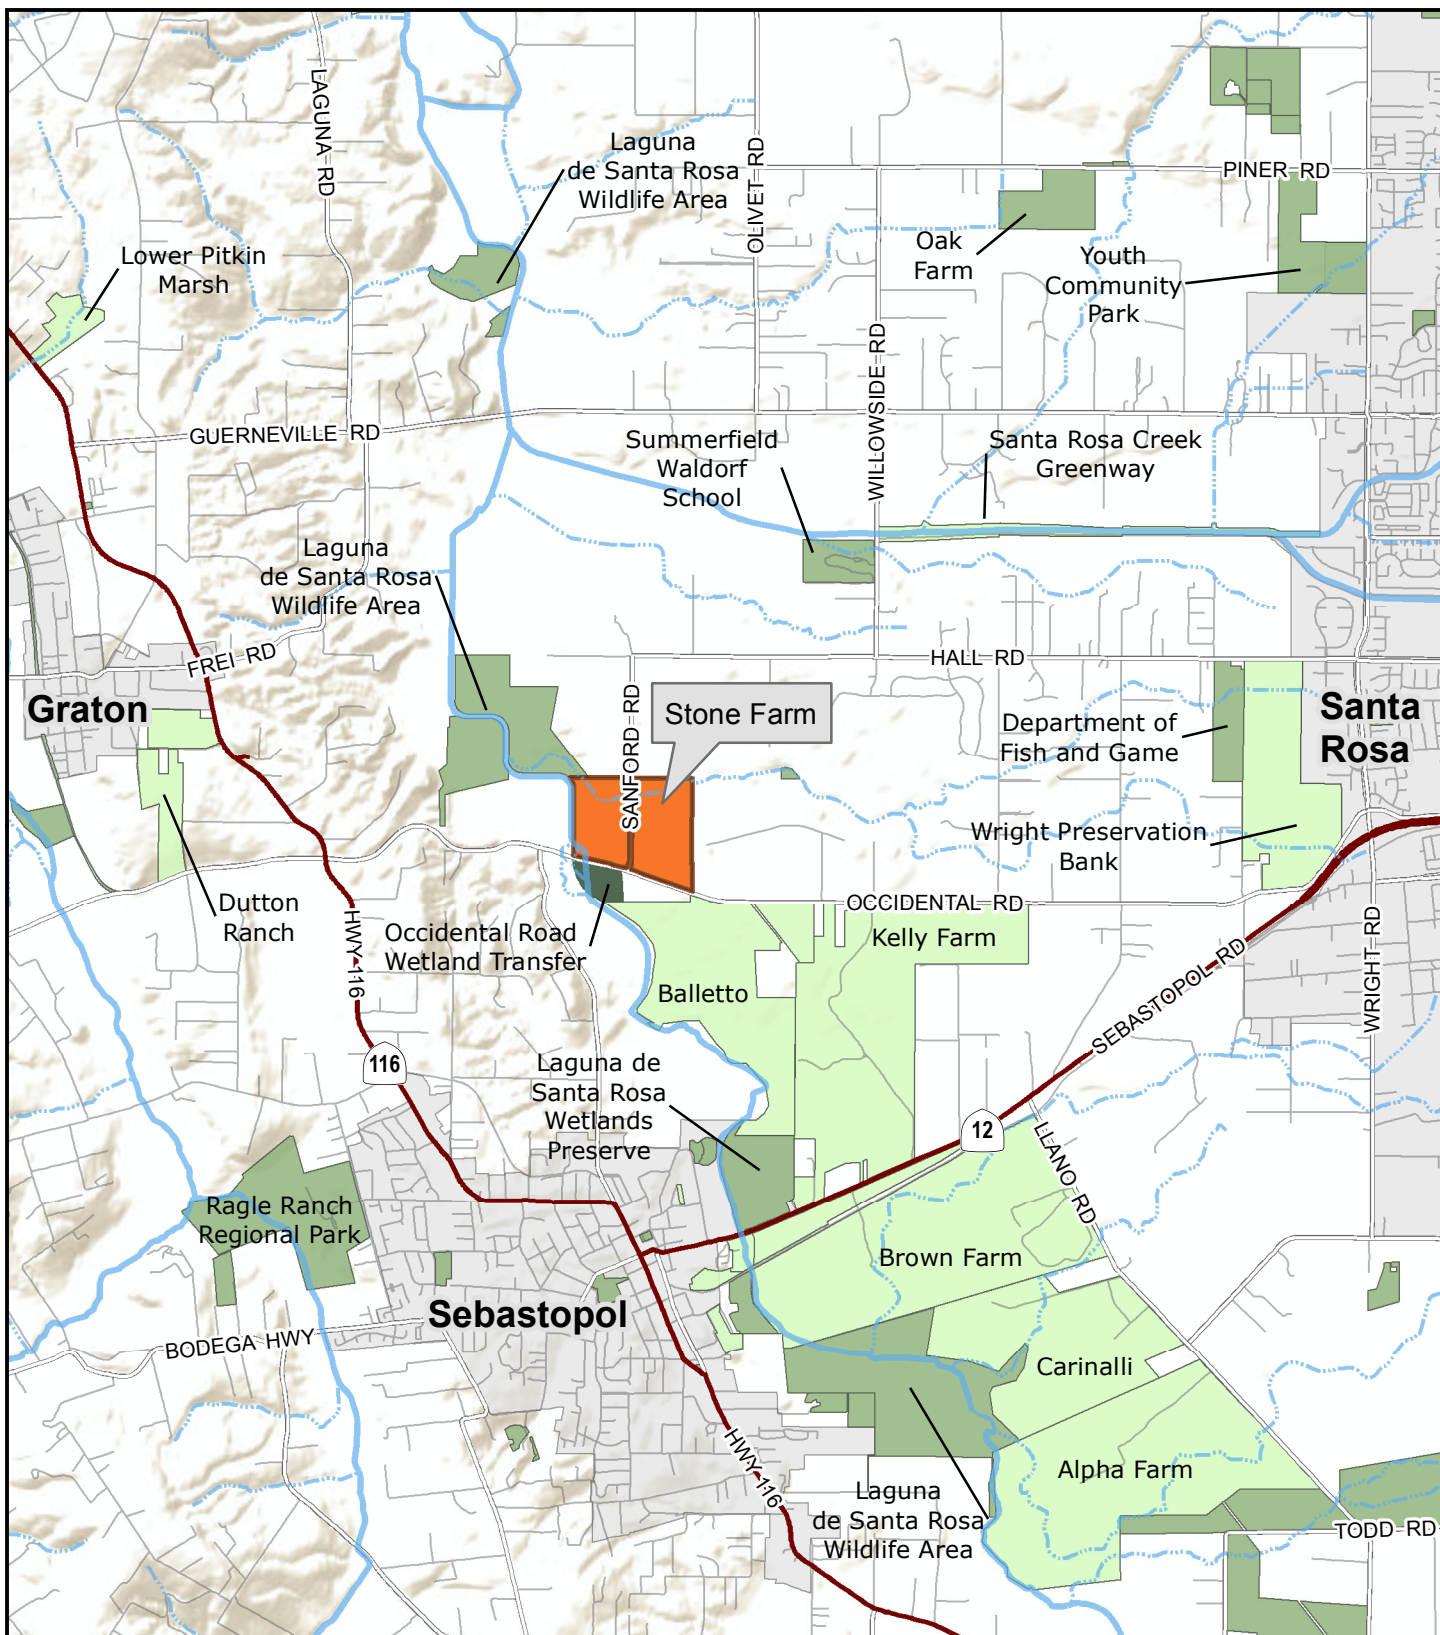 LAGUNA RD
Laguna
de Santa Rosa
Wildlife Area
OLIVET RD
PINER RD
Lower Pitkin
Marsh
Oak
Farm
Youth
Community
Park
WILLOWSIDE RD
GUERNEVILLE RD
Summerfield
Waldorf
School
Santa Rosa Creek
Greenway
Laguna
de Santa Rosa
Wildlife Area
FREI RD
HALL RD
Graton
SANFORD RD
Stone Farm
Department of
Fish and Game
Santa
Rosa
Wright Preservation
Bank
Dutton
Ranch
HWY 116
Occidental Road
Wetland Transfer
OCCIDENTAL RD
Kelly Farm
Balletto
SEBASTOPOL RD
WRIGHT RD
116
Laguna de
Santa Rosa
Wetlands
Preserve
12
LLANO RD
Ragle Ranch
Regional Park
Brown Farm
Sebastopol
BODEGA HWY
Carinalli
HWY 116
Alpha Farm
Laguna
de Santa Rosa
Wildlife Area
TODD RD